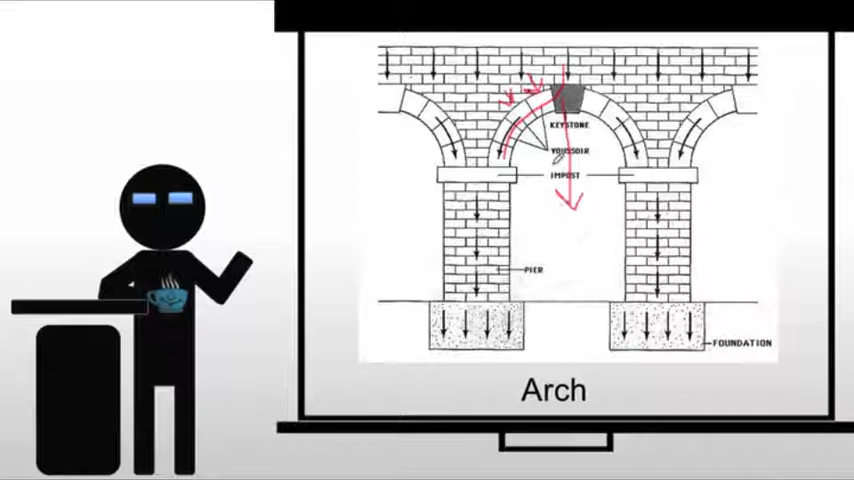 KEYSTONE
VOUSSOIR
IMPOST
PIER
FOUNDATION
Arch